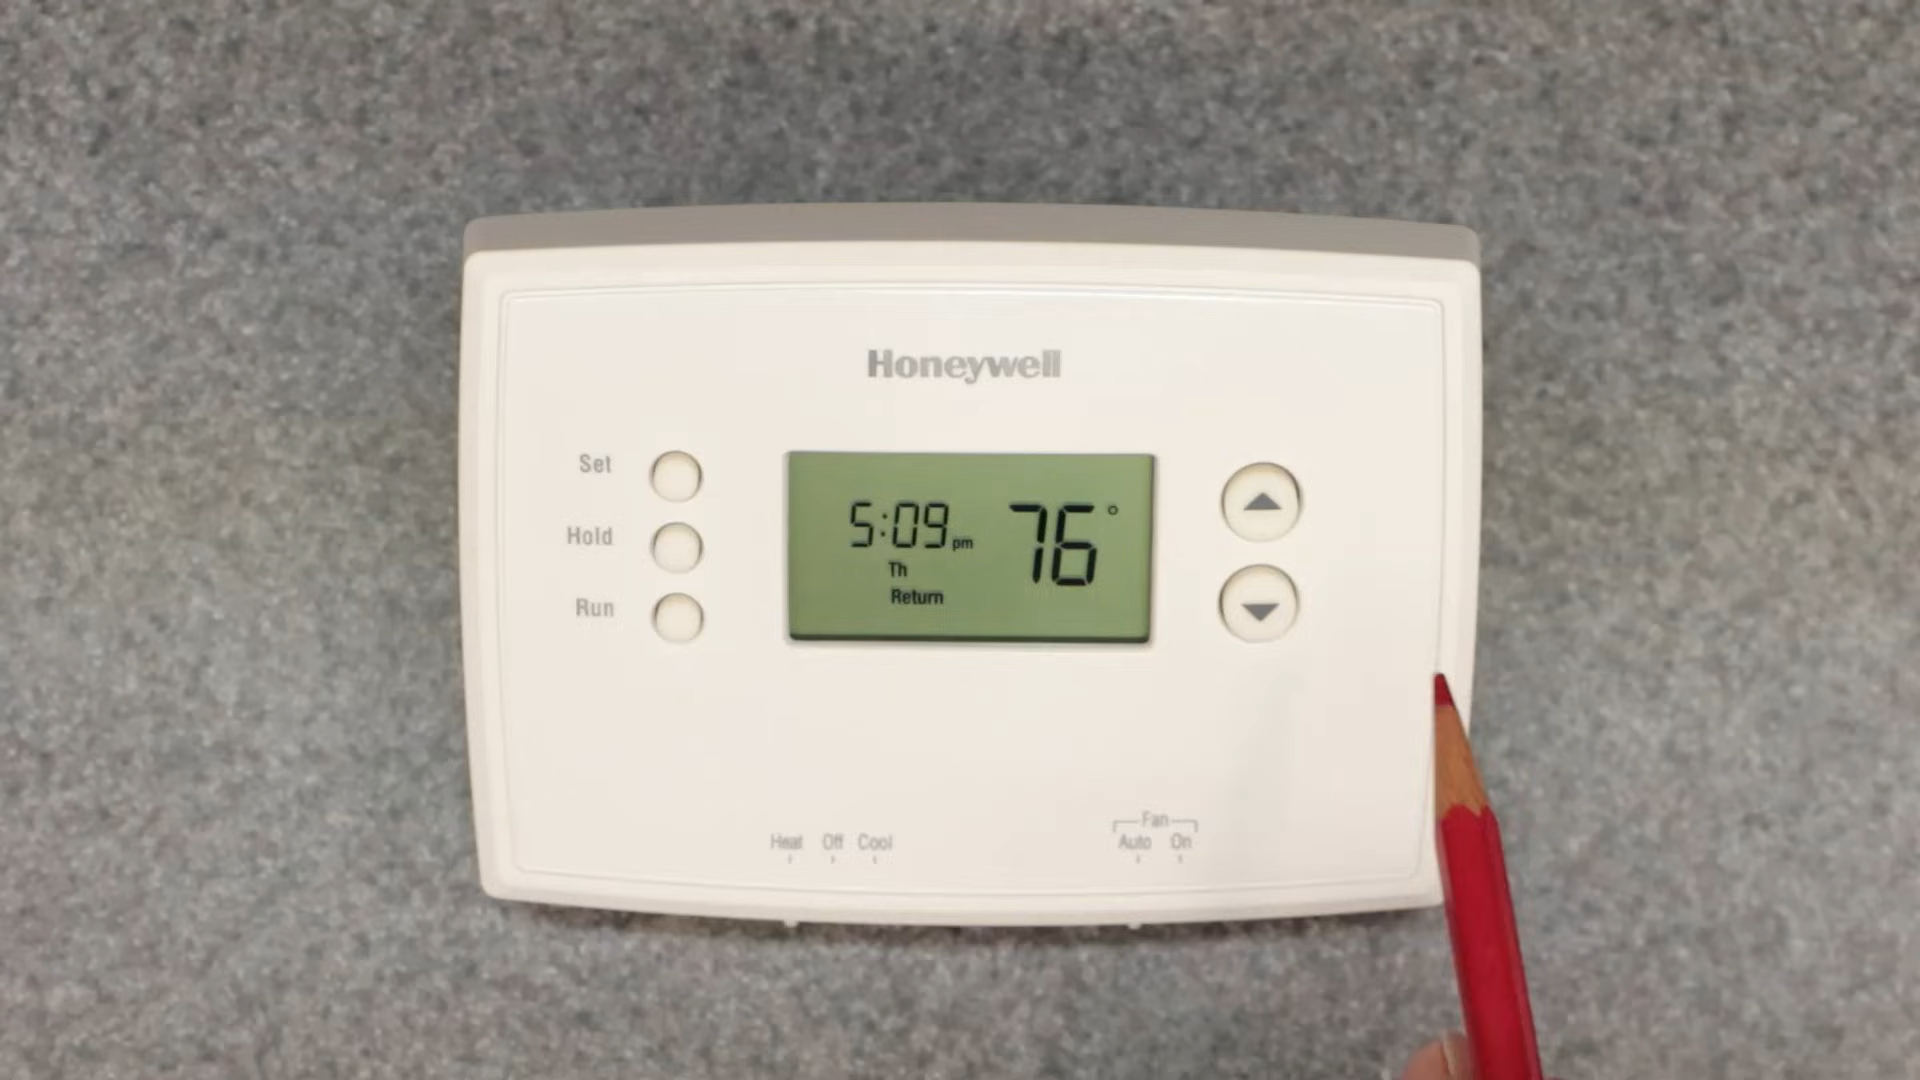 Honeywell
Set
Hold
Run
5:09 pm
76°
Th
Return
Heat Off Cool
Fan
Auto On